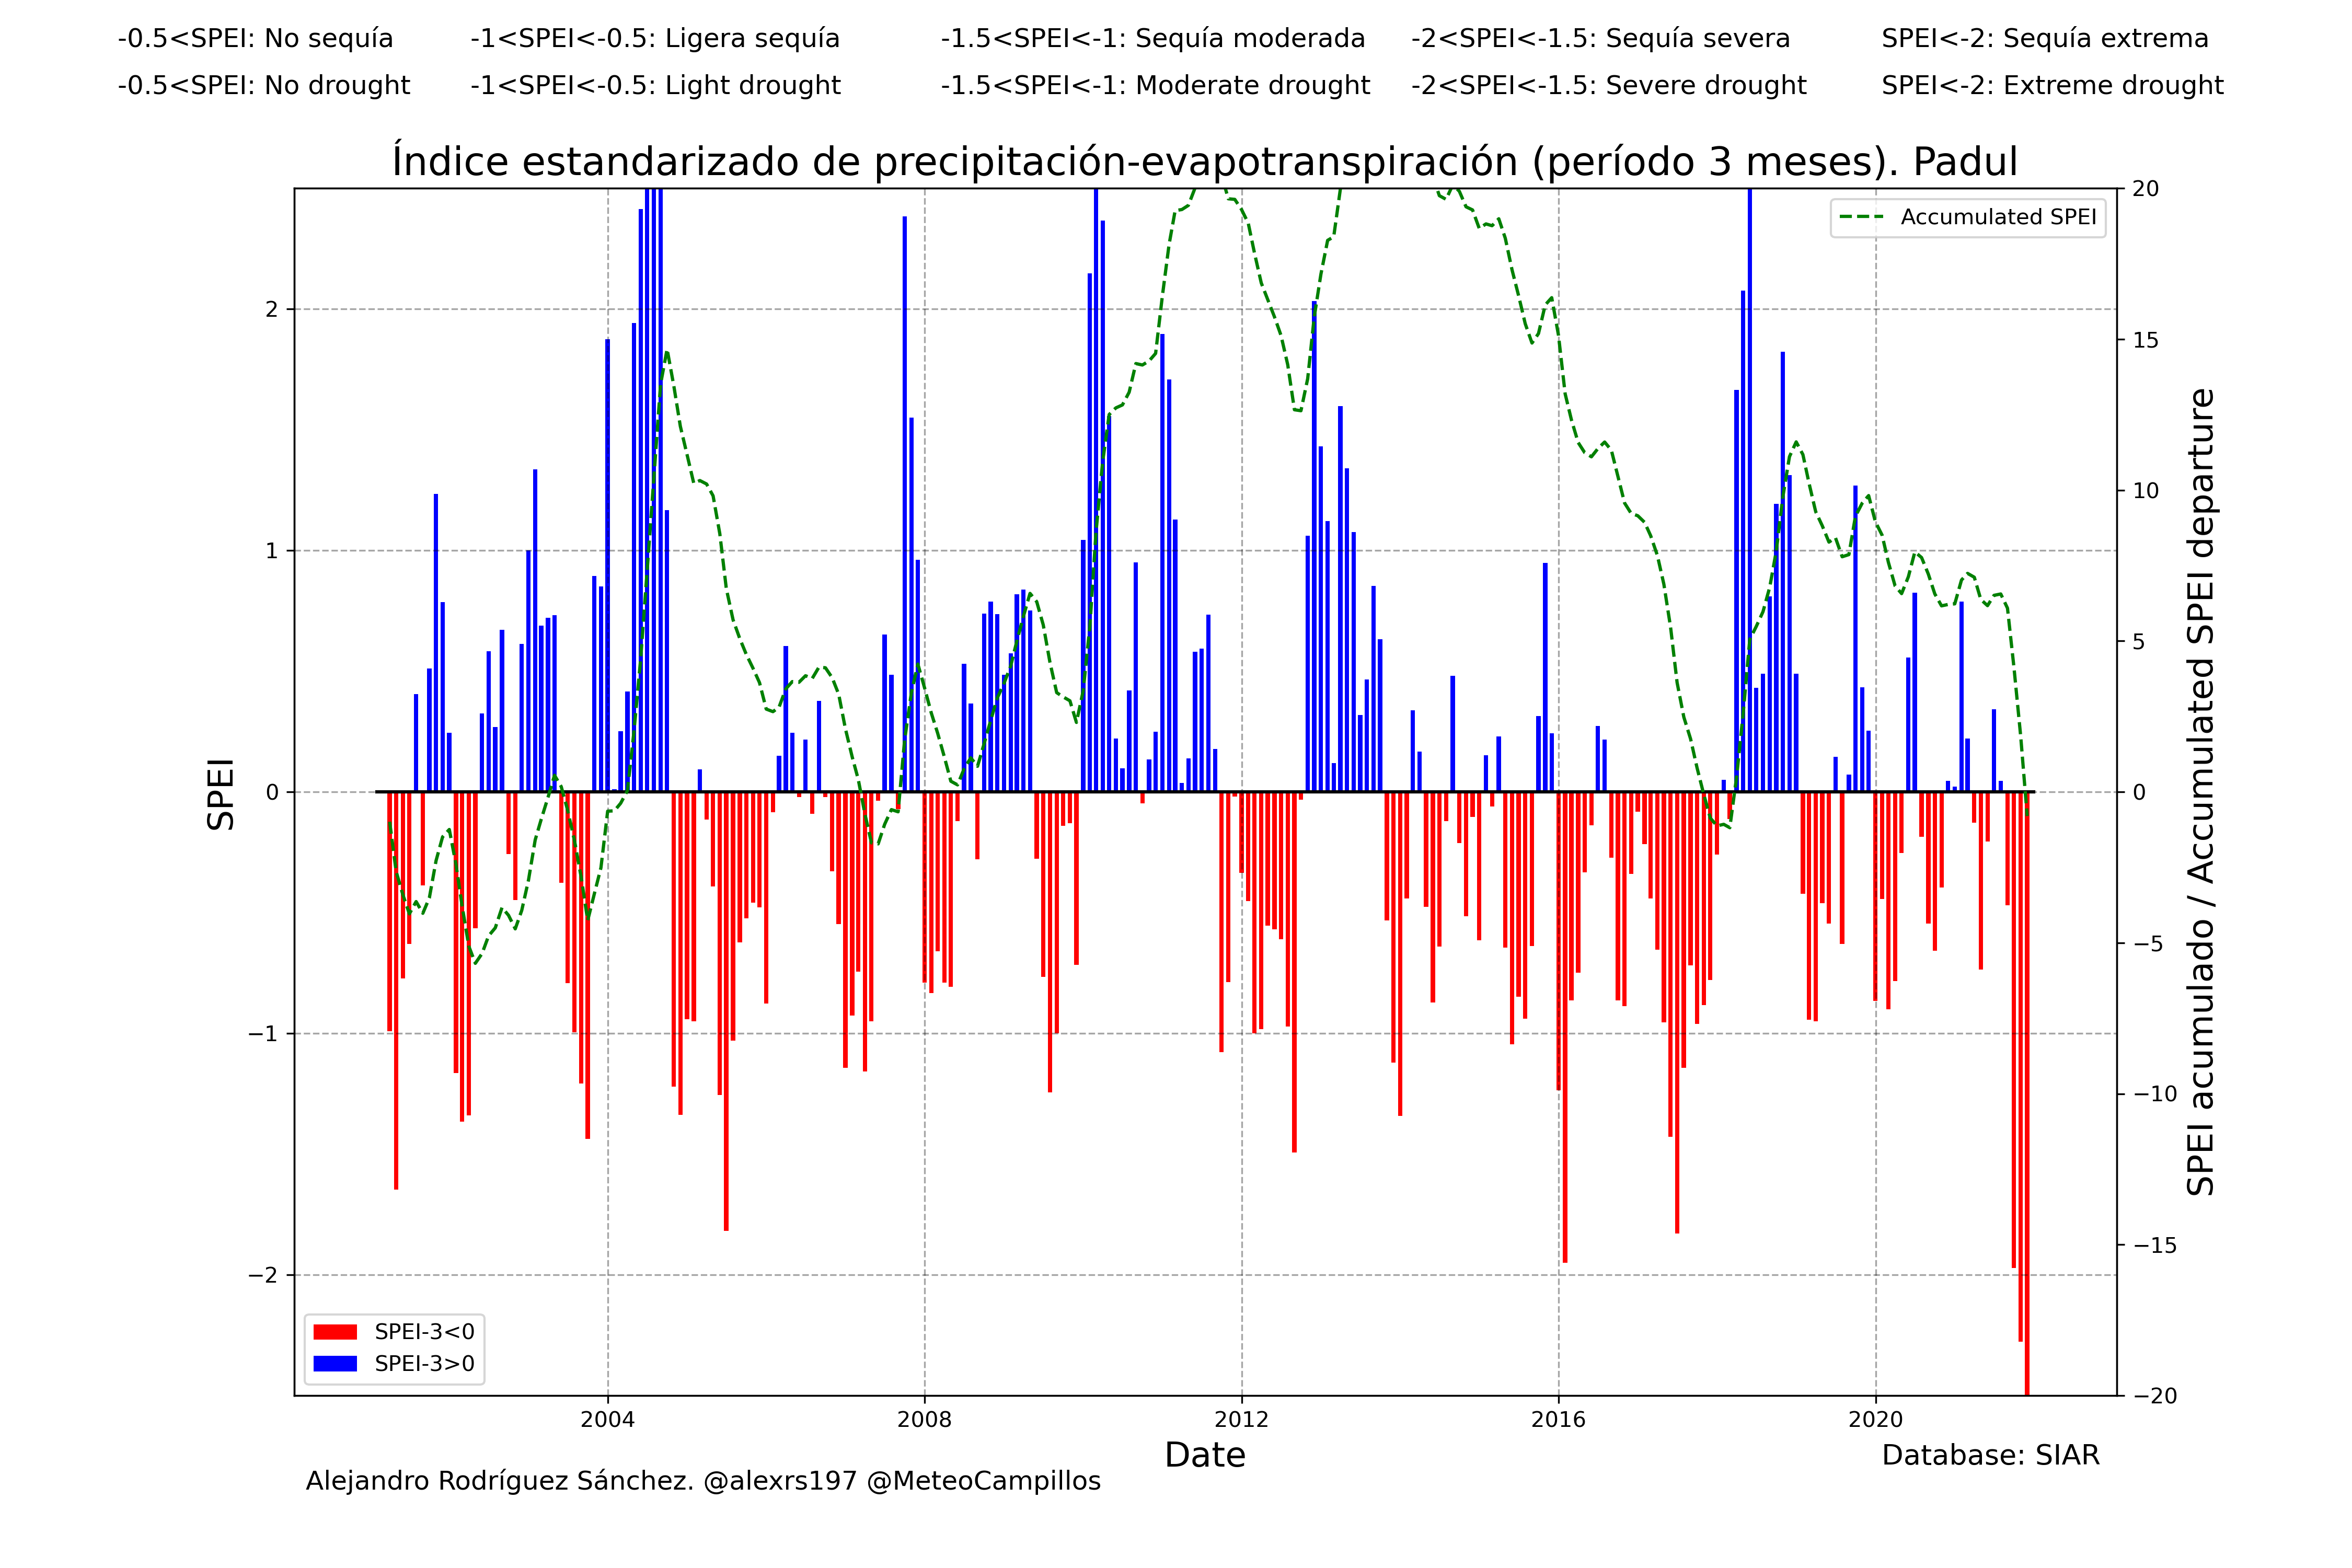 -0.5<SPEI: No sequía
-1<SPEI<-0.5: Ligera sequía
-1.5<SPEI<-1: Sequía moderada
-2<SPEI<-1.5: Sequía severa
SPEI<-2: Sequía extrema
-0.5<SPEI: No drought
-1<SPEI<-0.5: Light drought
-1.5<SPEI<-1: Moderate drought
-2<SPEI<-1.5: Severe drought
SPEI<-2: Extreme drought
Índice estandarizado de precipitación-evapotranspiración (período 3 meses). Padul
SPEI
2
1
0
−1
−2
Accumulated SPEI
20
15
10
5
0
−5
−10
−15
−20
SPEI acumulado / Accumulated SPEI departure
SPEI-3<0
SPEI-3>0
2004
2008
2012
2016
2020
Date
Database: SIAR
Alejandro Rodríguez Sánchez. @alexrs197 @MeteoCampillos